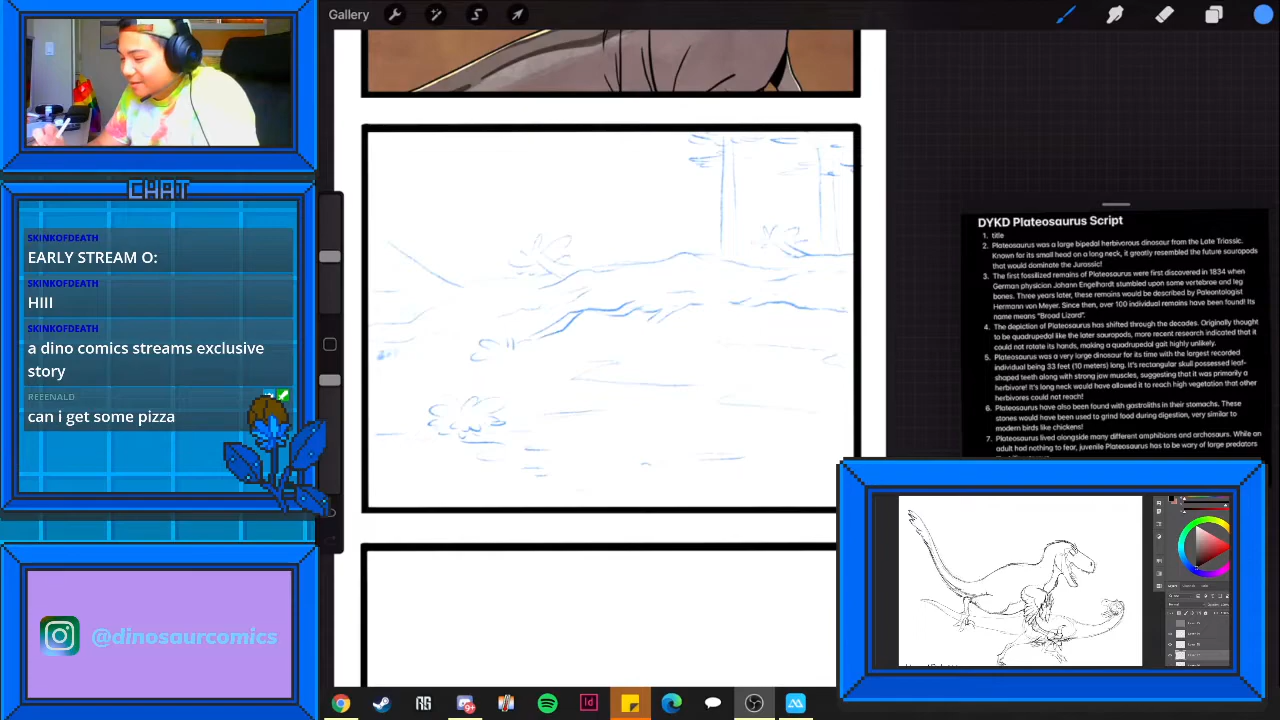 Gallery
CHAT
SKINKOFDEATH
EARLY STREAM O:
SKINKOFDEATH
HIII
SKINKOFDEATH
a dino comics streams exclusive
story
REEENALD
can i get some pizza
@dinosaurcomics
DYKD Plateosaurus Script
1. title
2. Plateosaurus was a large bipedal herbivorous dinosaur from the Late Triassic.
Known for its small head on a long neck, it greatly resembled the future sauropods
that would dominate the Jurassic!
3. The first fossilized remains of Plateosaurus were first discovered in 1834 when
German physician Johann Engelhardt stumbled upon some vertebrae and leg
bones. Three years later, these remains would be described by Paleontologist
Hermann von Meyer. Since then, over 100 individual remains have been found! Its
name means "Broad Lizard".
4. The depiction of Plateosaurus has shifted through the decades. Originally thought
to be quadrupedal like the later sauropods, more recent research indicated that it
could not rotate its hands, making a quadrupedal gait highly unlikely.
5. Plateosaurus was a very large dinosaur for its time with the largest recorded
individual being 33 feet (10 meters) long. It's rectangular skull possessed leaf-
shaped teeth along with strong jaw muscles, suggesting that it was primarily a
herbivore! It's long neck would have allowed it to reach high vegetation that other
herbivores could not reach!
6. Plateosaurus have also been found with gastroliths in their stomachs. These
stones would have been used to grind food during digestion, very similar to
modern birds like chickens!
7. Plateosaurus lived alongside many different amphibians and archosaurs. While an
adult had nothing to fear, juvenile Plateosaurus has to be wary of large predators
Id